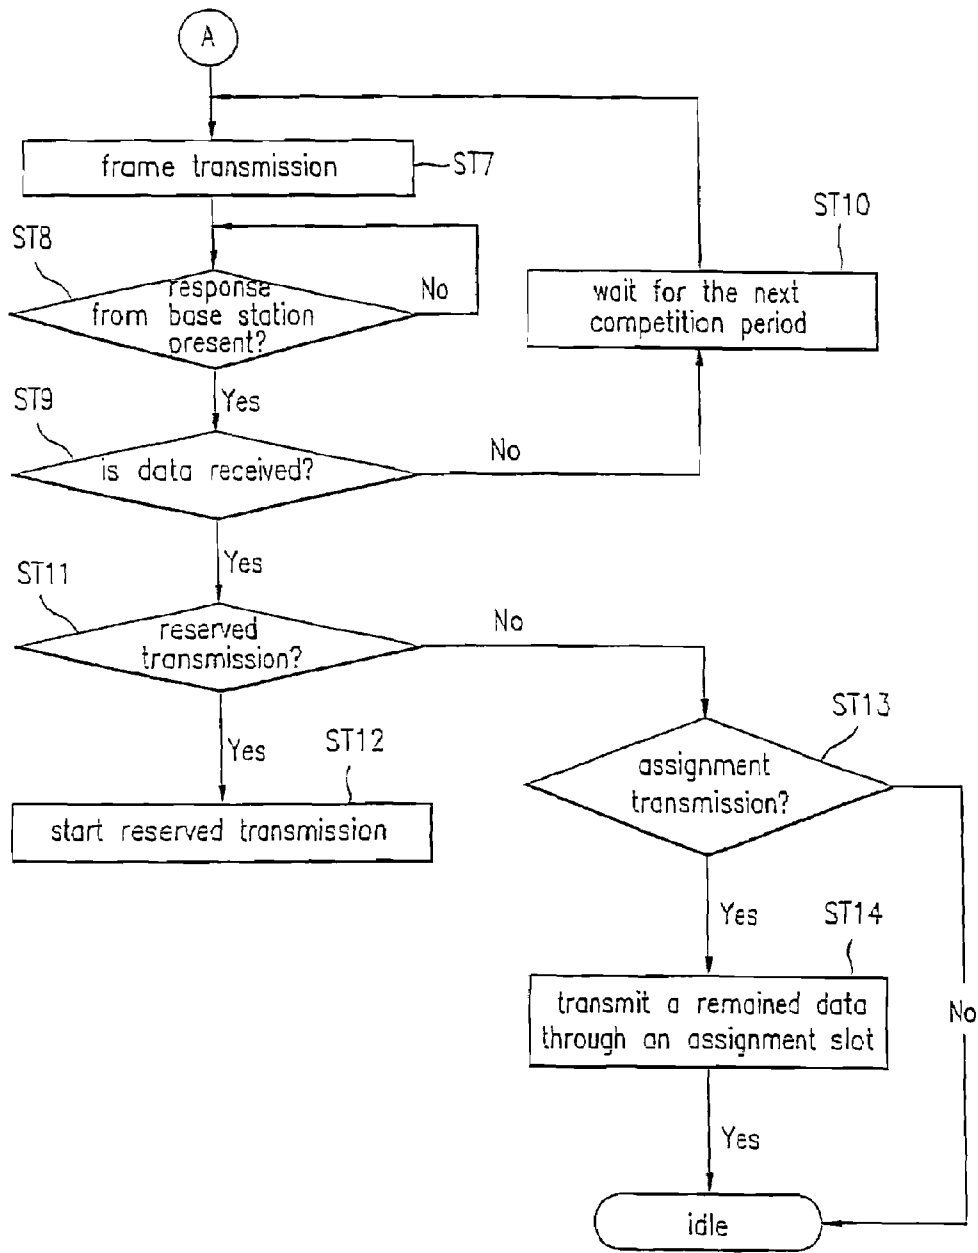 A
frame transmission
ST7
ST8
response
from base station
present?
No
ST10
wait for the next
competition period
Yes
ST9
is data received?
No
Yes
ST11
reserved
transmission?
No
Yes
ST12
start reserved transmission
ST13
assignment
transmission?
Yes
ST14
transmit a remained data
through an assignment slot
No
Yes
idle